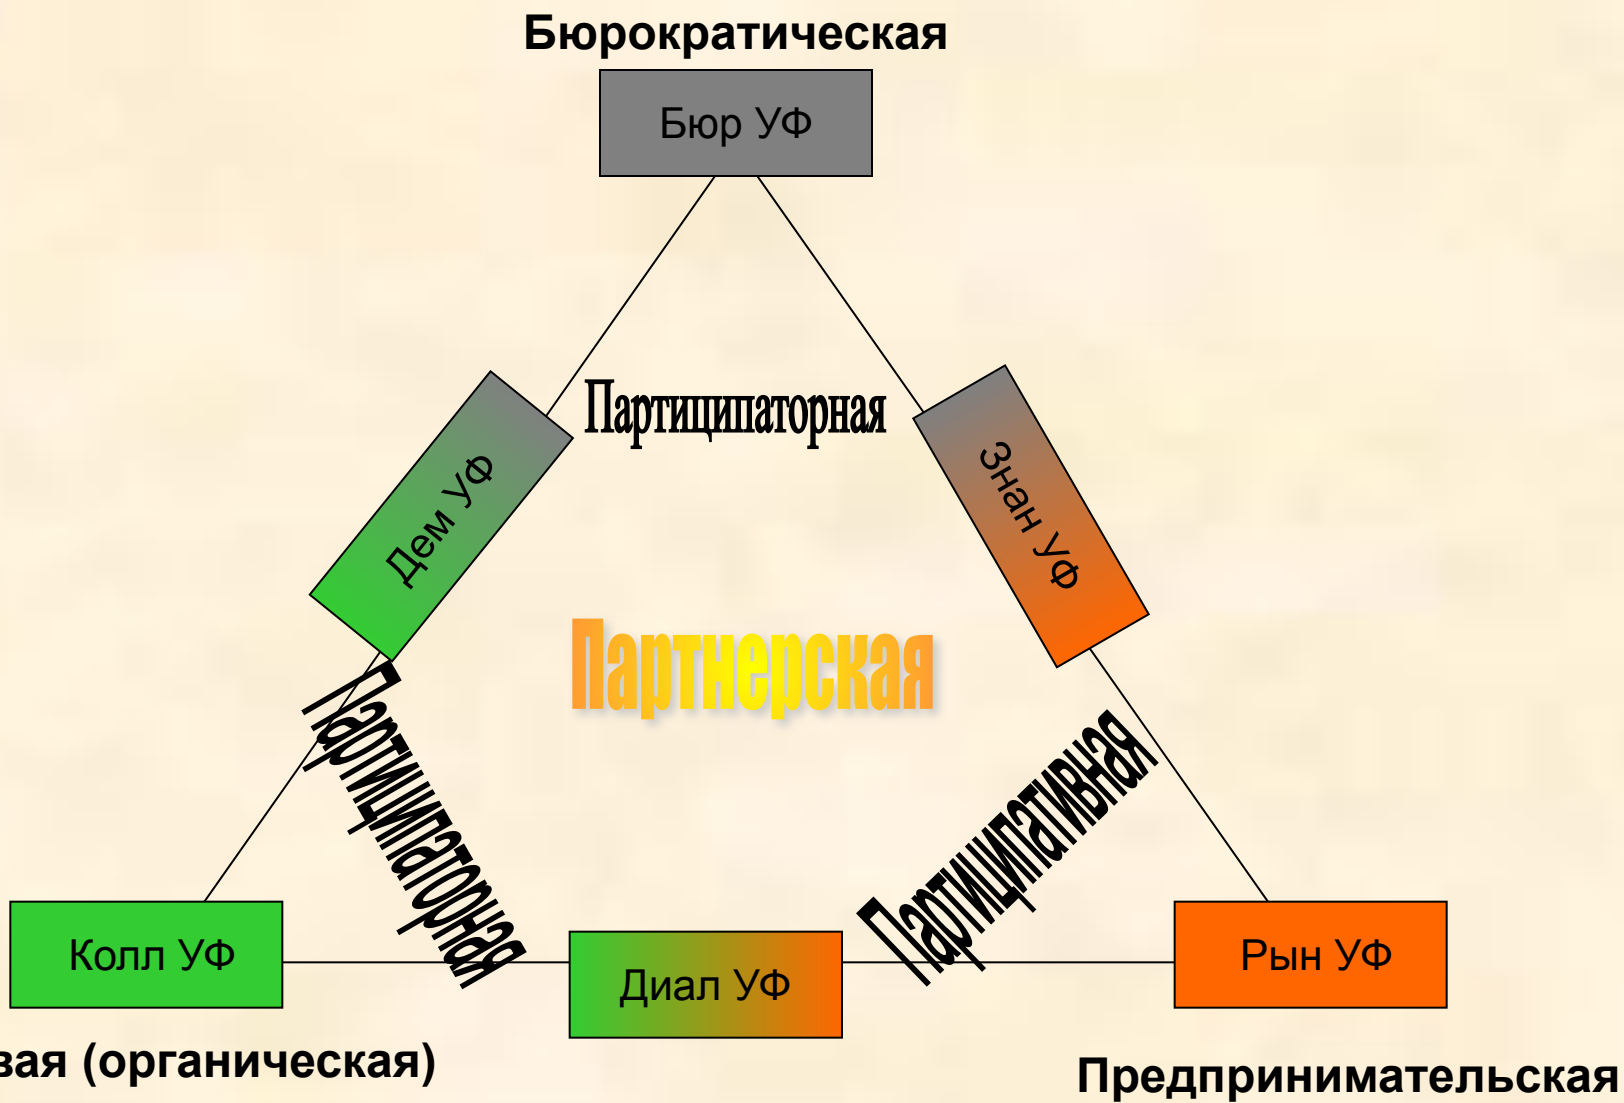 Бюрократическая
Бюр УФ
Партиципаторная
Дем УФ
Знан УФ
Партнерская
Партиципаторная
Партиципативная
Колл УФ
Диал УФ
Рын УФ
вая (органическая)
Предпринимательская